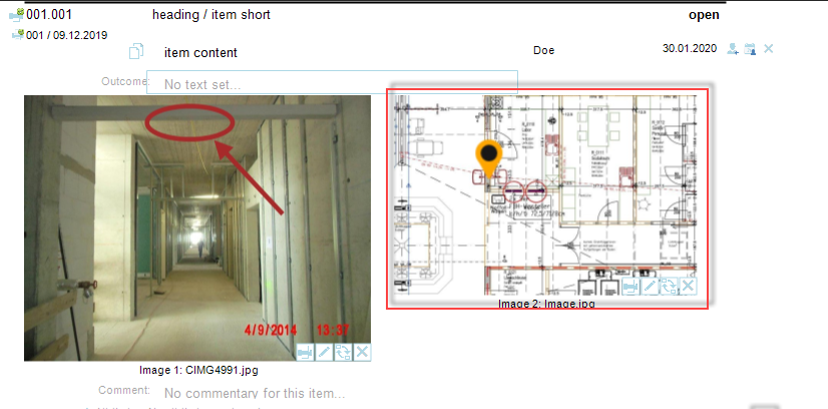 001.001 heading / item short open
001 / 09.12.2019
item content Doe 30.01.2020
Outcome: No text set...
4/9/2014 13:37
Image 1: CIMG4991.jpg
Image 2: Image.jpg
Comment: No commentary for this item...